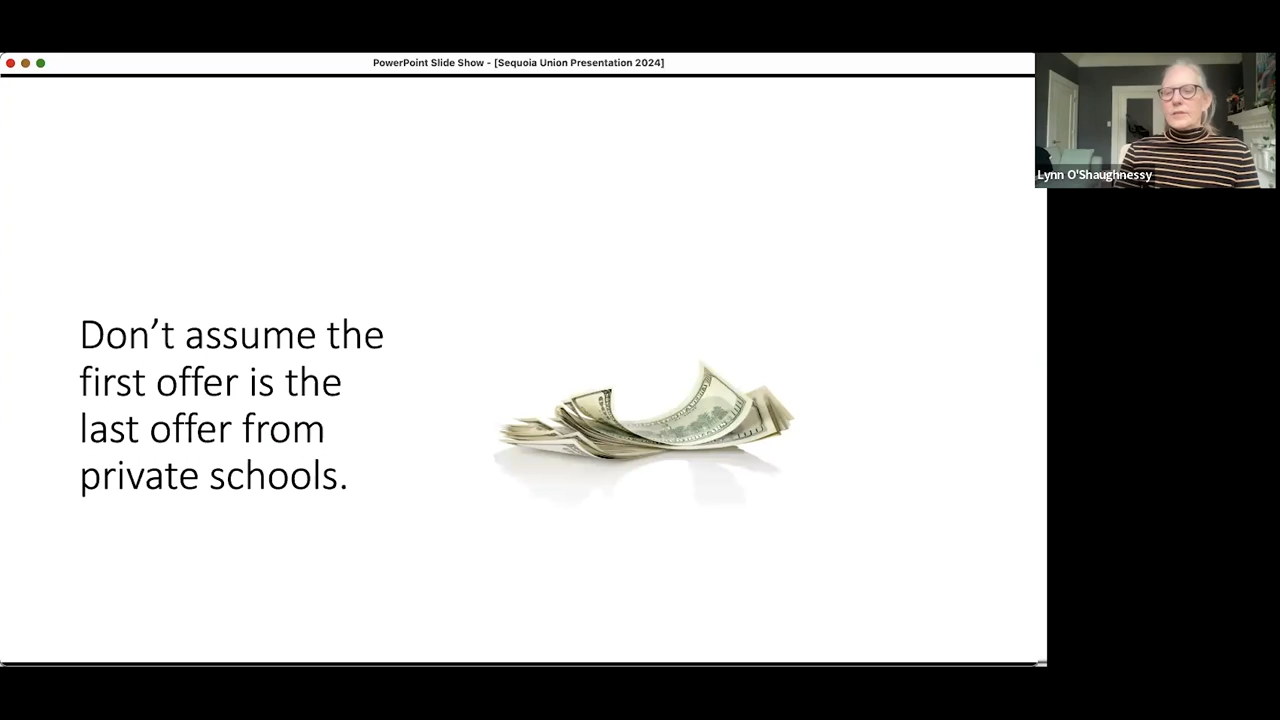 PowerPoint Slide Show - [Sequoia Union Presentation 2024]
Lynn O'Shaughnessy
Don’t assume the
first offer is the
last offer from
private schools.